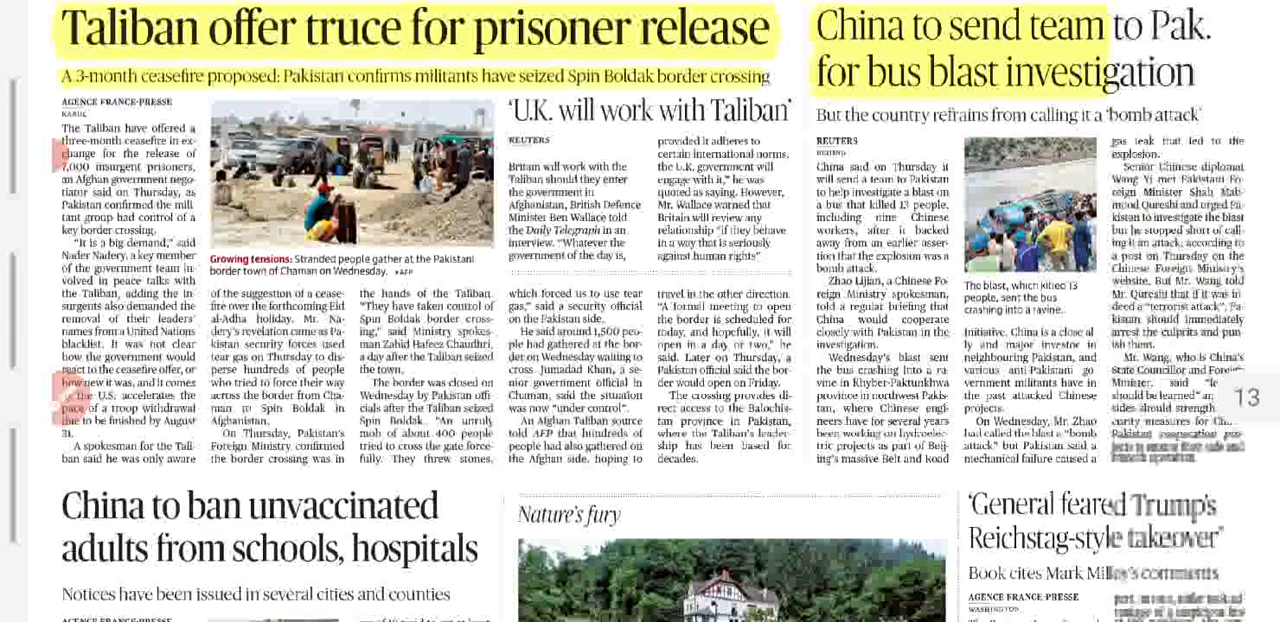 Taliban offer truce for prisoner release
A 3-month ceasefire proposed: Pakistan confirms militants have seized Spin Boldak border crossing
AGENCE FRANCE-PRESSE
KABUL
The Taliban have offered a
three-month ceasefire in ex-
change for the release of
7,000 insurgent prisoners,
an Afghan government nego-
tiator said on Thursday, as
Pakistan confirmed the mili-
tant group had control of a
key border crossing.
"It is a big demand," said
Nader Nadery, a key member
of the government team in-
volved in peace talks with
the Taliban, adding the in-
surgents also demanded the
removal of their leaders'
names from a United Nations
blacklist. It was not clear
how the government would
react to the ceasefire offer, or
how new it was, and it comes
as the U.S. accelerates the
pace of a troop withdrawal
due to be finished by August
31.
A spokesman for the Tali-
ban said he was only aware
Growing tensions: Stranded people gather at the Pakistani
border town of Chaman on Wednesday. •AFP
of the suggestion of a cease-
fire over the forthcoming Eid
al-Adha holiday. Mr. Na-
dery's revelation came as Pa-
kistan security forces used
tear gas on Thursday to dis-
perse hundreds of people
who tried to force their way
across the border from Cha-
man to Spin Boldak in
Afghanistan.
On Thursday, Pakistan's
Foreign Ministry confirmed
the border crossing was in
the hands of the Taliban.
"They have taken control of
Spin Boldak border cross-
ing," said Ministry spokes-
man Zahid Hafeez Chaudhri,
a day after the Taliban seized
the town.
The border was closed on
Wednesday by Pakistan offi-
cials after the Taliban seized
Spin Boldak. "An unruly
mob of about 400 people
tried to cross the gate force-
fully. They threw stones,
which forced us to use tear
gas," said a security official
on the Pakistan side.
He said around 1,500 peo-
ple had gathered at the bor-
der on Wednesday waiting to
cross. Jumadad Khan, a se-
nior government official in
Chaman, said the situation
was now "under control".
An Afghan Taliban source
told AFP that hundreds of
people had also gathered on
the Afghan side, hoping to
travel in the other direction.
"A formal meeting to open
the border is scheduled for
today, and hopefully, it will
open in a day or two," he
said. Later on Thursday, a
Pakistan official said the bor-
der would open on Friday.
The crossing provides di-
rect access to the Balochis-
tan province in Pakistan,
where the Taliban's leader-
ship has been based for
decades.
'U.K. will work with Taliban'
REUTERS
Britain will work with the
Taliban should they enter
the government in
Afghanistan, British Defence
Minister Ben Wallace told
the Daily Telegraph in an
interview. "Whatever the
government of the day is,
provided it adheres to
certain international norms,
the U.K. government will
engage with it," he was
quoted as saying. However,
Mr. Wallace warned that
Britain will review any
relationship "if they behave
in a way that is seriously
against human rights"
China to send team to Pak.
for bus blast investigation
But the country refrains from calling it a 'bomb attack'
REUTERS
BEIJING
China said on Thursday it
will send a team to Pakistan
to help investigate a blast on
a bus that killed 13 people,
including nine Chinese
workers, after it backed
away from an earlier asser-
tion that the explosion was a
bomb attack.
Zhao Lijian, a Chinese Fo-
reign Ministry spokesman,
told a regular briefing that
China would cooperate
closely with Pakistan in the
investigation.
Wednesday's blast sent
the bus crashing into a ra-
vine in Khyber-Paktunkhwa
province in northwest Pakis-
tan, where Chinese engi-
neers have for several years
been working on hydroelec-
tric projects as part of Beij-
ing's massive Belt and Road
The blast, which killed 13
people, sent the bus
crashing into a ravine.
Initiative. China is a close al-
ly and major investor in
neighbouring Pakistan, and
various anti-Pakistani go-
vernment militants have in
the past attacked Chinese
projects.
On Wednesday, Mr. Zhao
had called the blast a "bomb
attack" but Pakistan said a
mechanical failure caused a
gas leak that led to the
explosion.
Senior Chinese diplomat
Wang Yi met Pakistani Fo-
reign Minister Shah Mah-
mood Qureshi and urged Pa-
kistan to investigate the blast
but he stopped short of call-
ing it an attack, according to
a post on Thursday on the
Chinese Foreign Ministry's
website. But Mr. Wang told
Mr. Qureshi that if it was in-
deed a "terrorist attack", Pa-
kistan should immediately
arrest the culprits and pun-
ish them.
Mr. Wang, who is China's
State Councillor and Foreign
Minister, said
should be learned"
sides should strength
curity measures for
Pakistan cooperation
13
China to ban unvaccinated
adults from schools, hospitals
Notices have been issued in several cities and counties
AGENCE FRANCE-PRESSE
Nature's fury
'General feared Trump's
Reichstag-style takeover'
Book cites Mark Milley's comments
AGENCE FRANCE-PRESSE
WASHINGTON